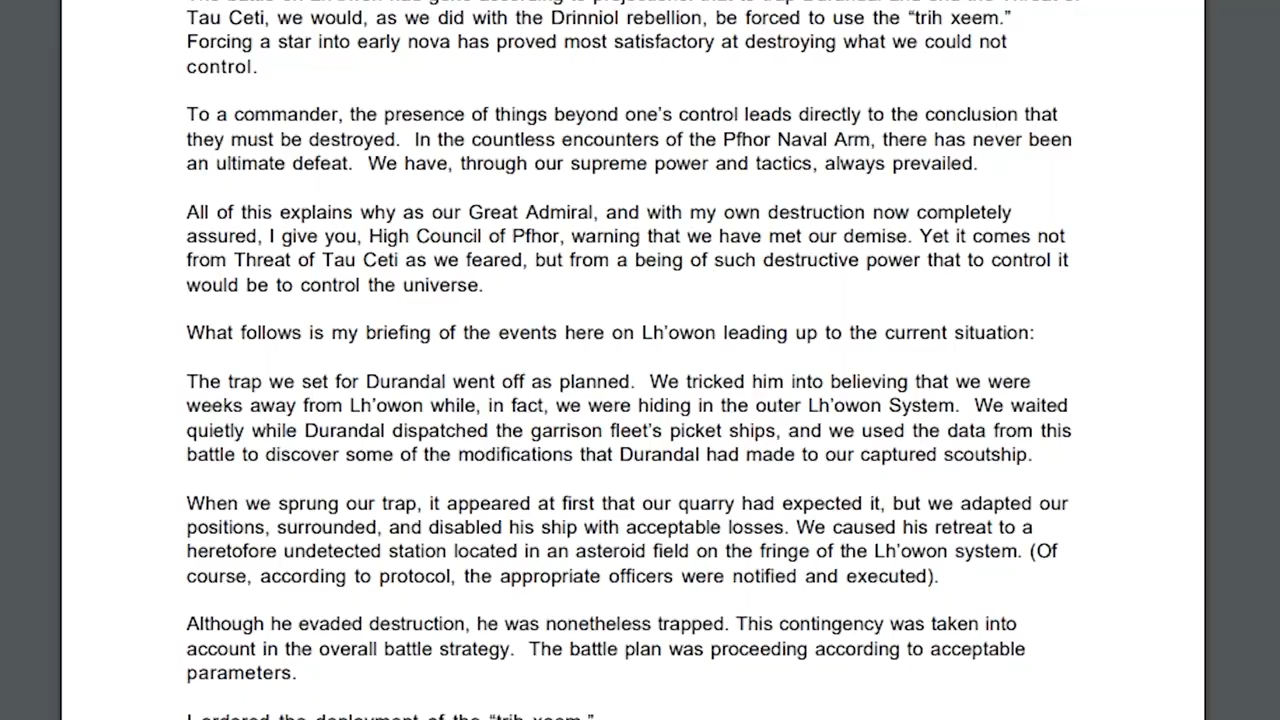 Tau Ceti, we would, as we did with the Drinniol rebellion, be forced to use the “trih xeem.”
Forcing a star into early nova has proved most satisfactory at destroying what we could not
control.
To a commander, the presence of things beyond one’s control leads directly to the conclusion that
they must be destroyed.  In the countless encounters of the Pfhor Naval Arm, there has never been
an ultimate defeat.  We have, through our supreme power and tactics, always prevailed.
All of this explains why as our Great Admiral, and with my own destruction now completely
assured, I give you, High Council of Pfhor, warning that we have met our demise. Yet it comes not
from Threat of Tau Ceti as we feared, but from a being of such destructive power that to control it
would be to control the universe.
What follows is my briefing of the events here on Lh’owon leading up to the current situation:
The trap we set for Durandal went off as planned.  We tricked him into believing that we were
weeks away from Lh’owon while, in fact, we were hiding in the outer Lh’owon System.  We waited
quietly while Durandal dispatched the garrison fleet’s picket ships, and we used the data from this
battle to discover some of the modifications that Durandal had made to our captured scoutship.
When we sprung our trap, it appeared at first that our quarry had expected it, but we adapted our
positions, surrounded, and disabled his ship with acceptable losses. We caused his retreat to a
heretofore undetected station located in an asteroid field on the fringe of the Lh’owon system. (Of
course, according to protocol, the appropriate officers were notified and executed).
Although he evaded destruction, he was nonetheless trapped. This contingency was taken into
account in the overall battle strategy.  The battle plan was proceeding according to acceptable
parameters.
I ordered the deployment of the “trih xeem.”